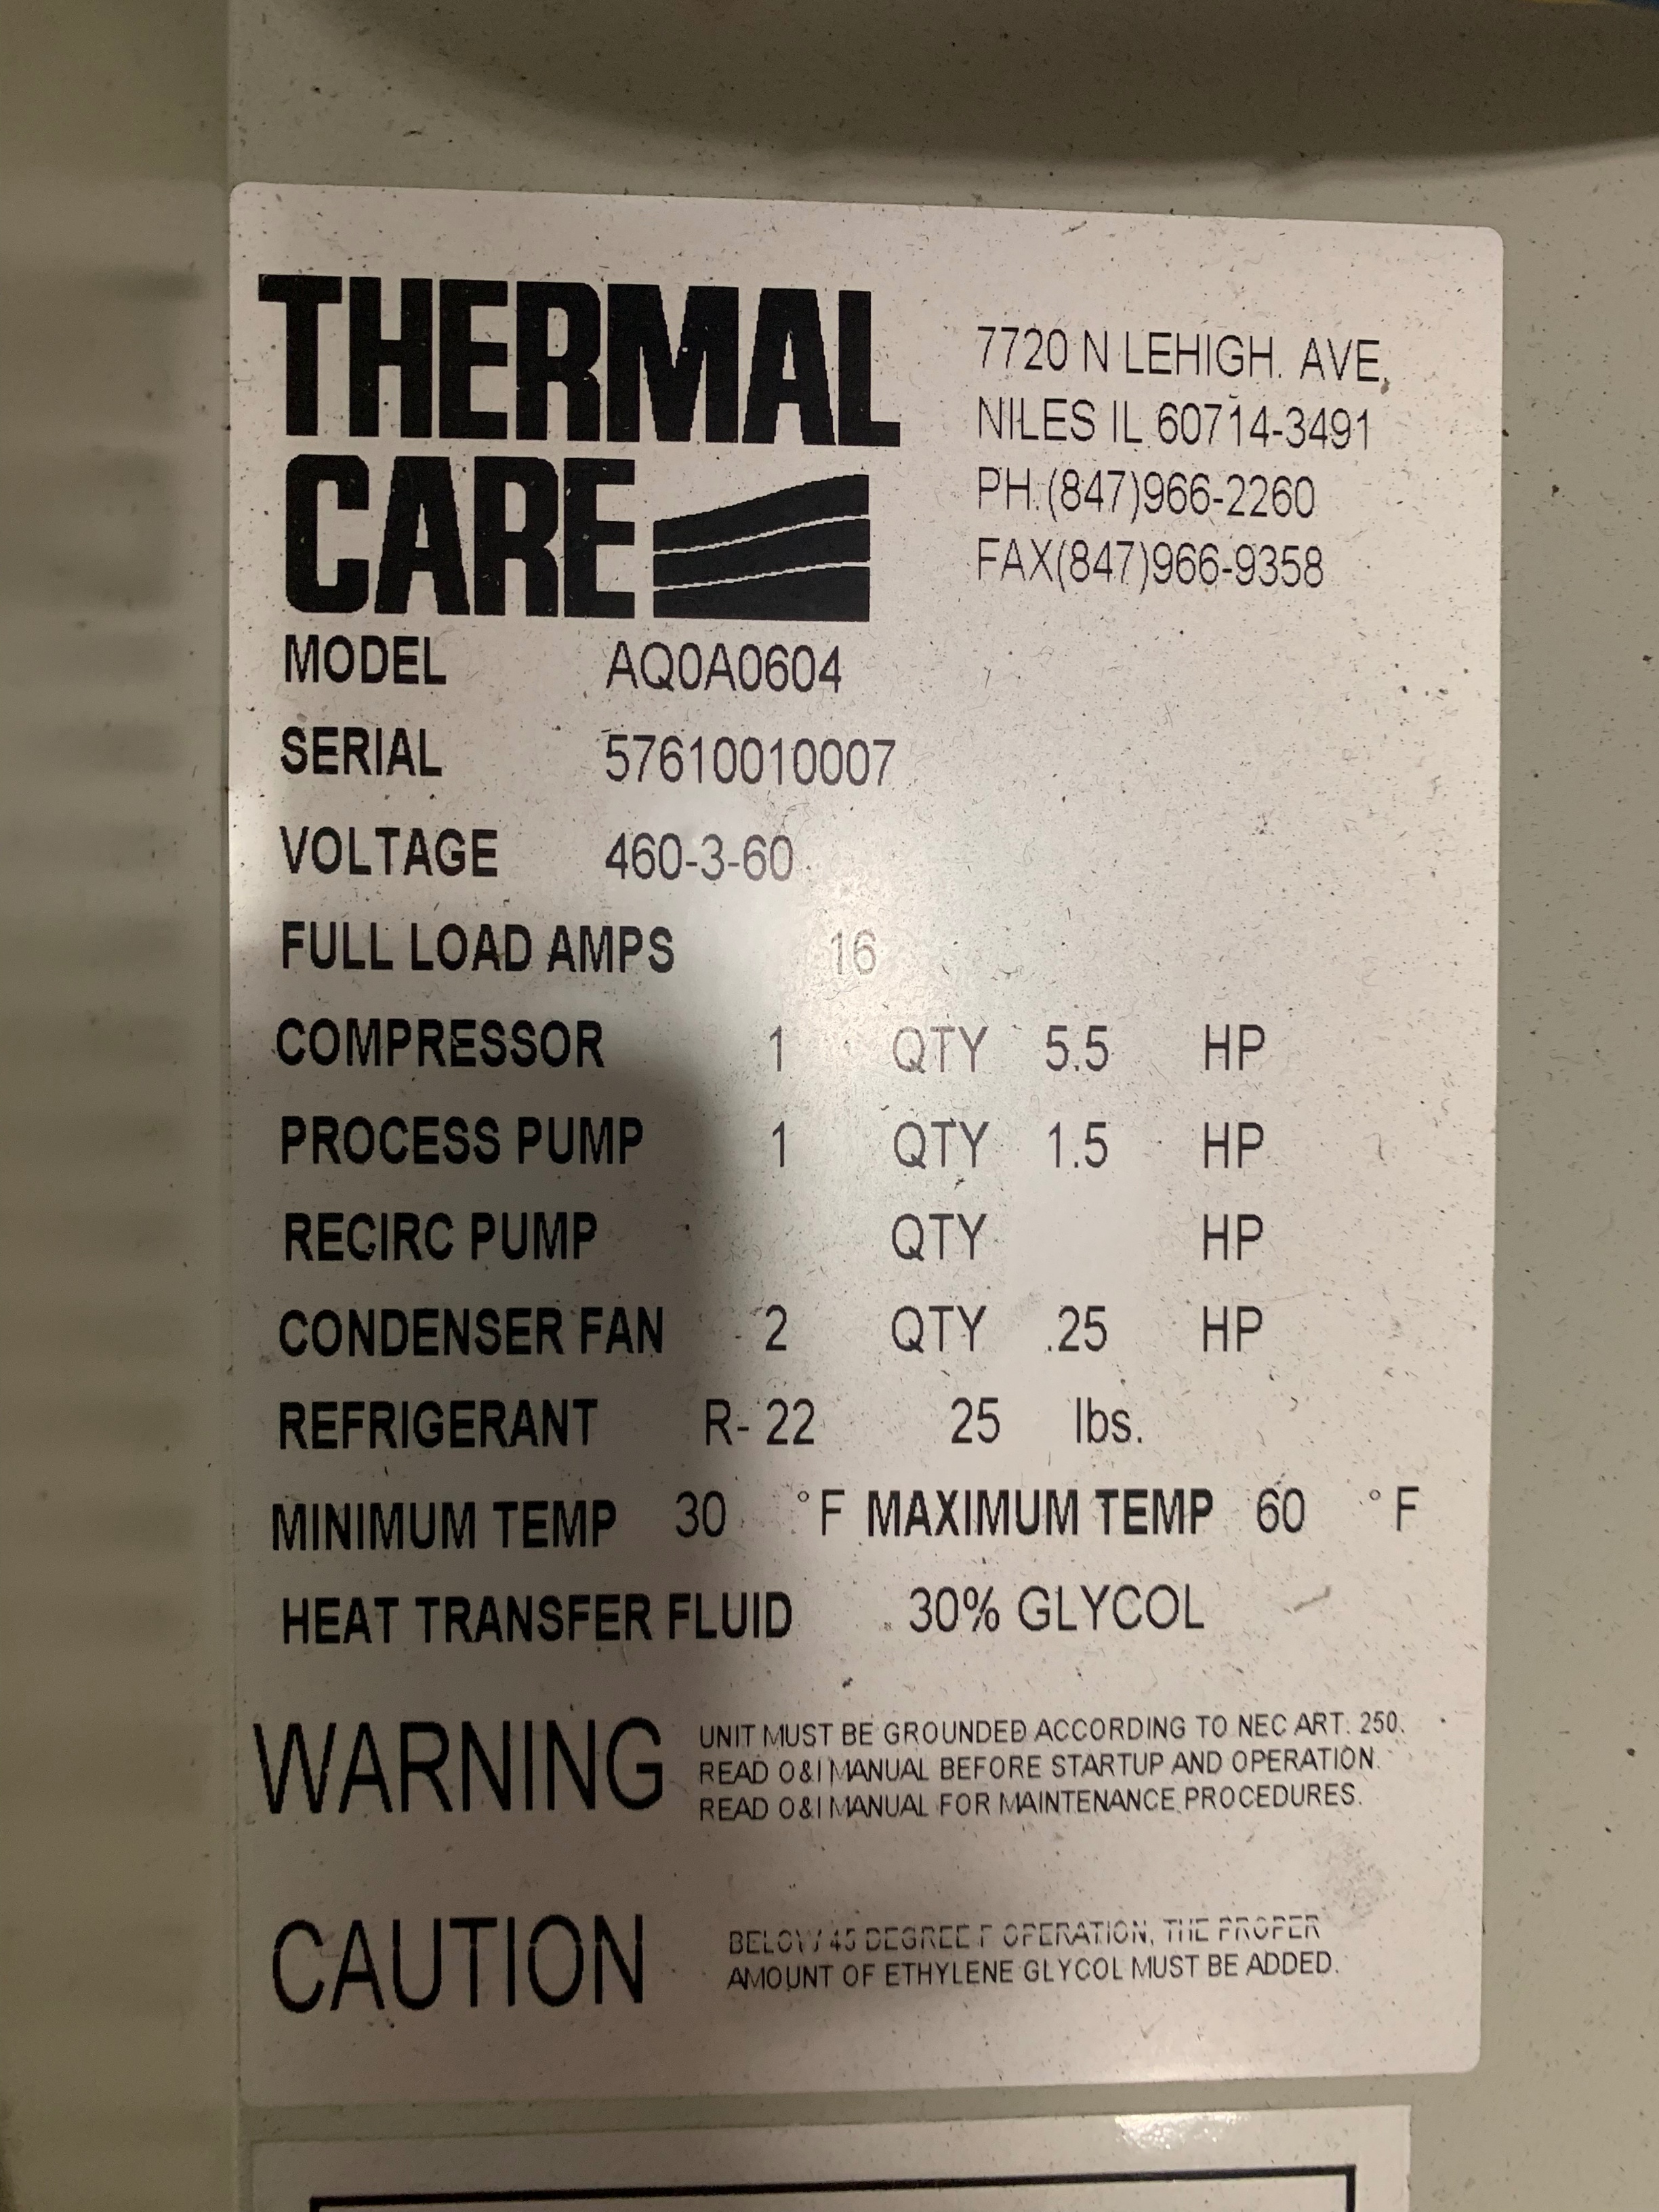 THERMAL
CARE
7720 N LEHIGH. AVE,
NILES IL 60714-3491
PH.(847)966-2260
FAX(847)966-9358
MODEL AQ0A0604
SERIAL 57610010007
VOLTAGE 460-3-60
FULL LOAD AMPS 16
COMPRESSOR 1 QTY 5.5 HP
PROCESS PUMP 1 QTY 1.5 HP
RECIRC PUMP QTY HP
CONDENSER FAN 2 QTY .25 HP
REFRIGERANT R- 22 25 lbs.
MINIMUM TEMP 30 °F MAXIMUM TEMP 60 °F
HEAT TRANSFER FLUID 30% GLYCOL
WARNING
UNIT MUST BE GROUNDED ACCORDING TO NEC ART. 250.
READ O&I MANUAL BEFORE STARTUP AND OPERATION.
READ O&I MANUAL FOR MAINTENANCE PROCEDURES.
CAUTION
BELOW 45 DEGREE F OPERATION, THE PROPER
AMOUNT OF ETHYLENE GLYCOL MUST BE ADDED.